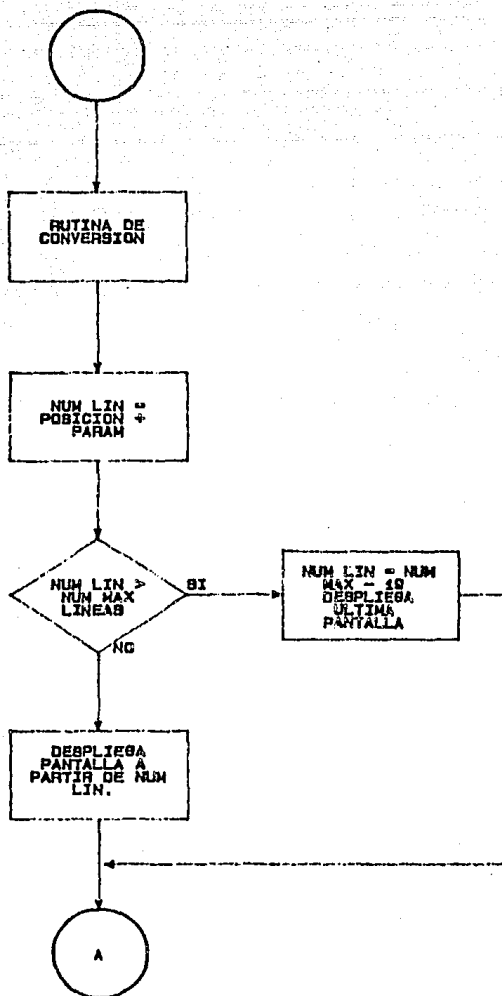 RUTINA DE
CONVERSION
NUM LIN =
POSICION +
PARAM
NUM LIN >
NUM MAX
LINEAS
SI
NUM LIN = NUM
MAX - 19
DESPLIEGA
ULTIMA
PANTALLA
NO
DESPLIEGA
PANTALLA A
PARTIR DE NUM
LIN.
A